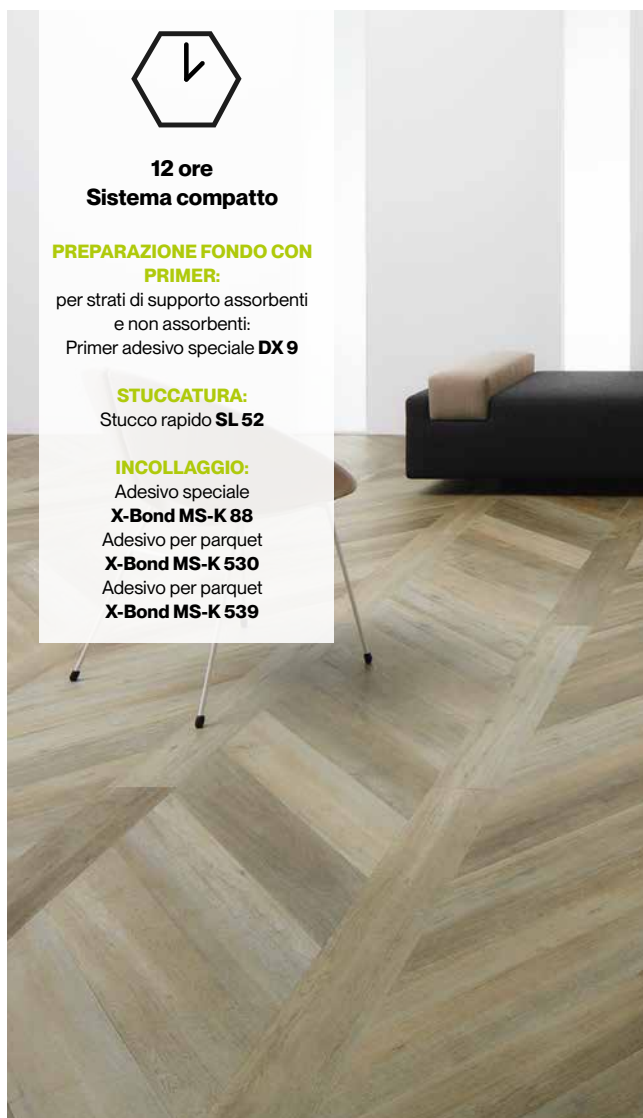 12 ore
Sistema compatto
PREPARAZIONE FONDO CON
PRIMER:
per strati di supporto assorbenti
e non assorbenti:
Primer adesivo speciale DX 9
STUCCATURA:
Stucco rapido SL 52
INCOLLAGGIO:
Adesivo speciale
X-Bond MS-K 88
Adesivo per parquet
X-Bond MS-K 530
Adesivo per parquet
X-Bond MS-K 539